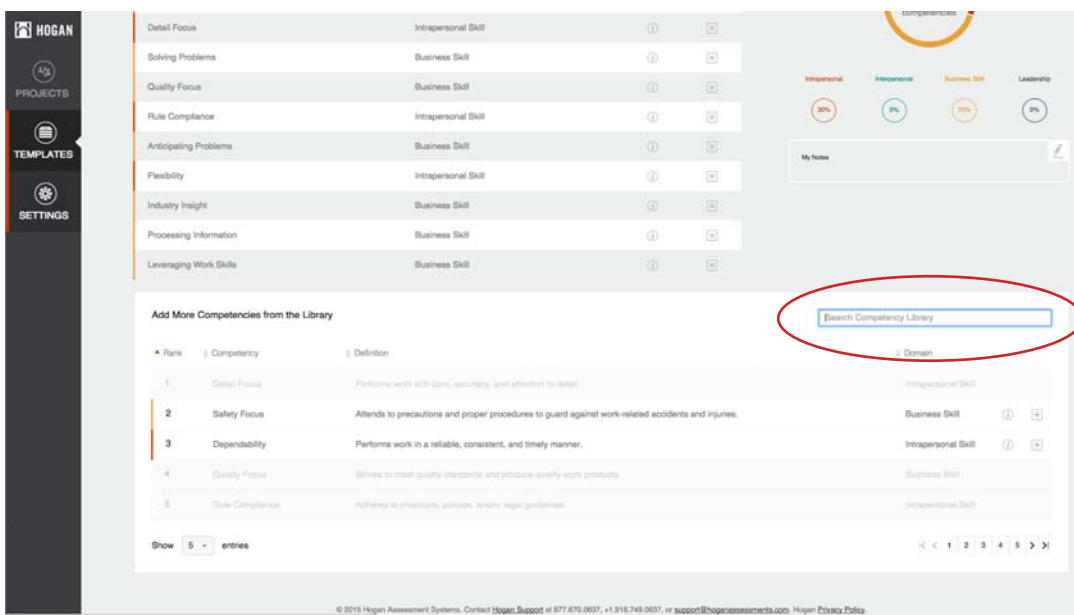 HOGAN
PROJECTS
TEMPLATES
SETTINGS
competencies
Detail Focus Intrapersonal Skill
Solving Problems Business Skill
Quality Focus Business Skill
Rule Compliance Intrapersonal Skill
Anticipating Problems Business Skill
Flexibility Intrapersonal Skill
Industry Insight Business Skill
Processing Information Business Skill
Leveraging Work Skills Business Skill
Intrapersonal Interpersonal Business Skill Leadership
30% 0% 70% 0%
My Notes
Add More Competencies from the Library
Search Competency Library
Rank Competency Definition Domain
1 Detail Focus Performs work with care, accuracy, and attention to detail. Intrapersonal Skill
2 Safety Focus Attends to precautions and proper procedures to guard against work-related accidents and injuries. Business Skill
3 Dependability Performs work in a reliable, consistent, and timely manner. Intrapersonal Skill
4 Quality Focus Strives to meet quality standards and produce quality work products. Business Skill
5 Rule Compliance Adheres to directions, policies, and/or legal guidelines. Intrapersonal Skill
Show 5 entries
|< < 1 2 3 4 5 > >|
© 2015 Hogan Assessment Systems. Contact Hogan Support at 877.670.0637, +1.918.749.0637, or support@hoganassessments.com. Hogan Privacy Policy.